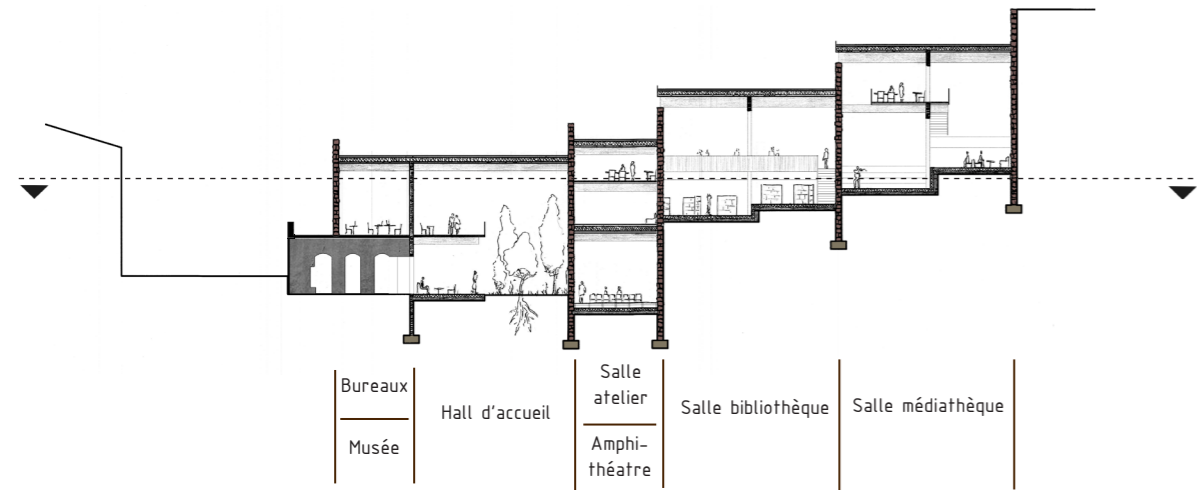 Bureaux
Musée
Hall d'accueil
Salle
atelier
Amphi-
théatre
Salle bibliothèque
Salle médiathèque